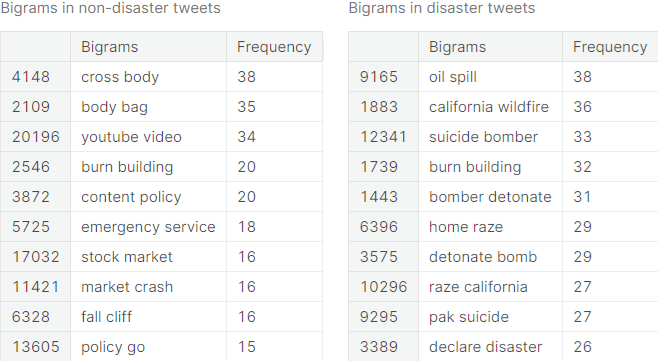 Bigrams in non-disaster tweets
Bigrams Frequency
4148 cross body 38
2109 body bag 35
20196 youtube video 34
2546 burn building 20
3872 content policy 20
5725 emergency service 18
17032 stock market 16
11421 market crash 16
6328 fall cliff 16
13605 policy go 15
Bigrams in disaster tweets
Bigrams Frequency
9165 oil spill 38
1883 california wildfire 36
12341 suicide bomber 33
1739 burn building 32
1443 bomber detonate 31
6396 home raze 29
3575 detonate bomb 29
10296 raze california 27
9295 pak suicide 27
3389 declare disaster 26